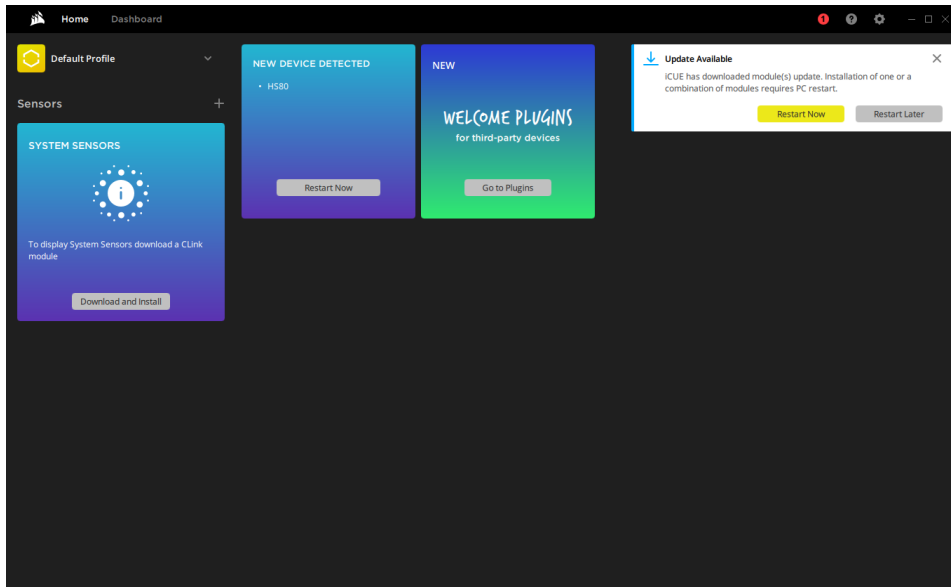 Home Dashboard
1
?
Default Profile
Sensors
SYSTEM SENSORS
i
To display System Sensors download a CLink
module
Download and Install
NEW DEVICE DETECTED
• HS80
Restart Now
NEW
WELCOME PLUGINS
for third-party devices
Go to Plugins
Update Available
iCUE has downloaded module(s) update. Installation of one or a
combination of modules requires PC restart.
Restart Now Restart Later